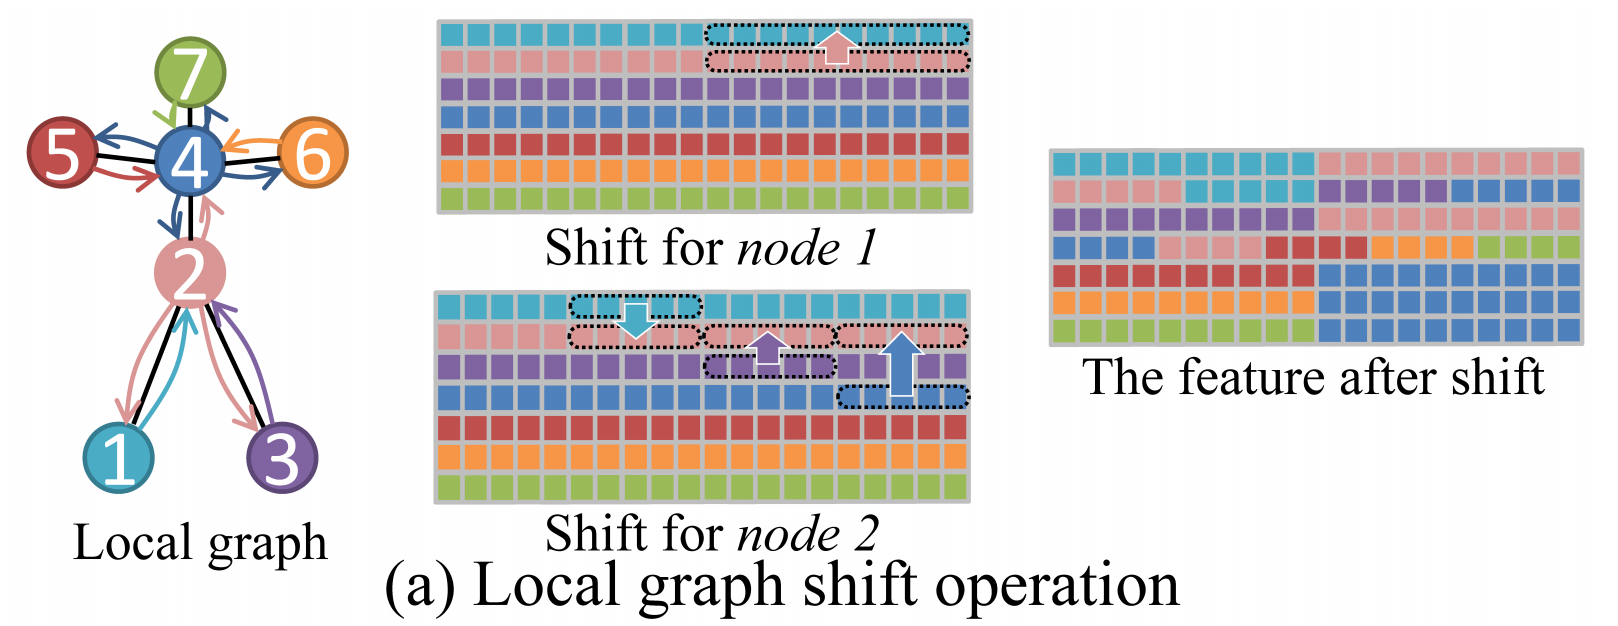 7
5
4
6
2
1
3
Local graph
Shift for node 1
Shift for node 2
The feature after shift
(a) Local graph shift operation